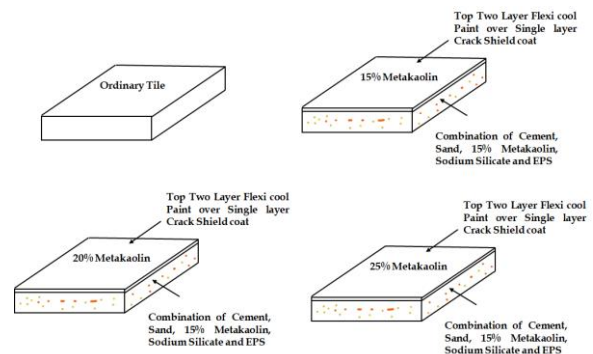 Ordinary Tile
Top Two Layer Flexi cool
Paint over Single layer
Crack Shield coat
15% Metakaolin
Combination of Cement,
Sand, 15% Metakaolin,
Sodium Silicate and EPS
Top Two Layer Flexi cool
Paint over Single layer
Crack Shield coat
20% Metakaolin
Combination of Cement,
Sand, 15% Metakaolin,
Sodium Silicate and EPS
Top Two Layer Flexi cool
Paint over Single layer
Crack Shield coat
25% Metakaolin
Combination of Cement,
Sand, 15% Metakaolin,
Sodium Silicate and EPS